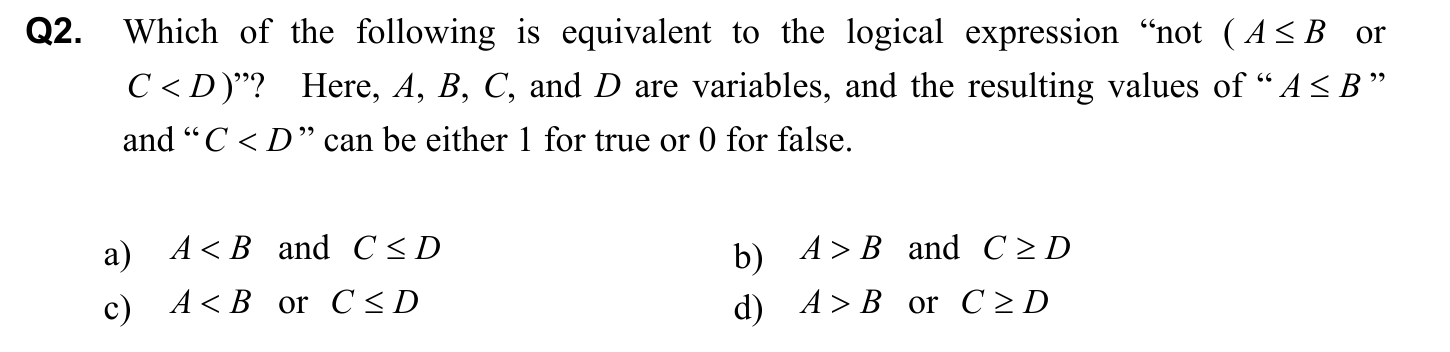 Q2. Which of the following is equivalent to the logical expression “not ( A ≤ B or
C < D )”? Here, A, B, C, and D are variables, and the resulting values of “ A ≤ B ”
and “ C < D ” can be either 1 for true or 0 for false.
a) A < B and C ≤ D b) A > B and C ≥ D
c) A < B or C ≤ D d) A > B or C ≥ D